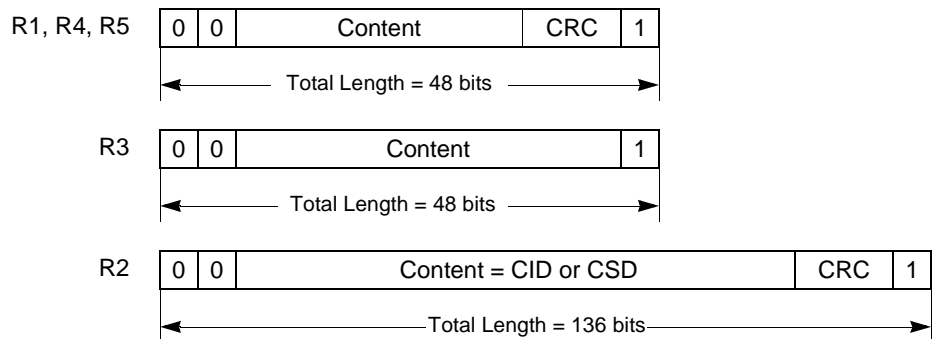 R1, R4, R5 0 0 Content CRC 1
Total Length = 48 bits
R3 0 0 Content 1
Total Length = 48 bits
R2 0 0 Content = CID or CSD CRC 1
Total Length = 136 bits